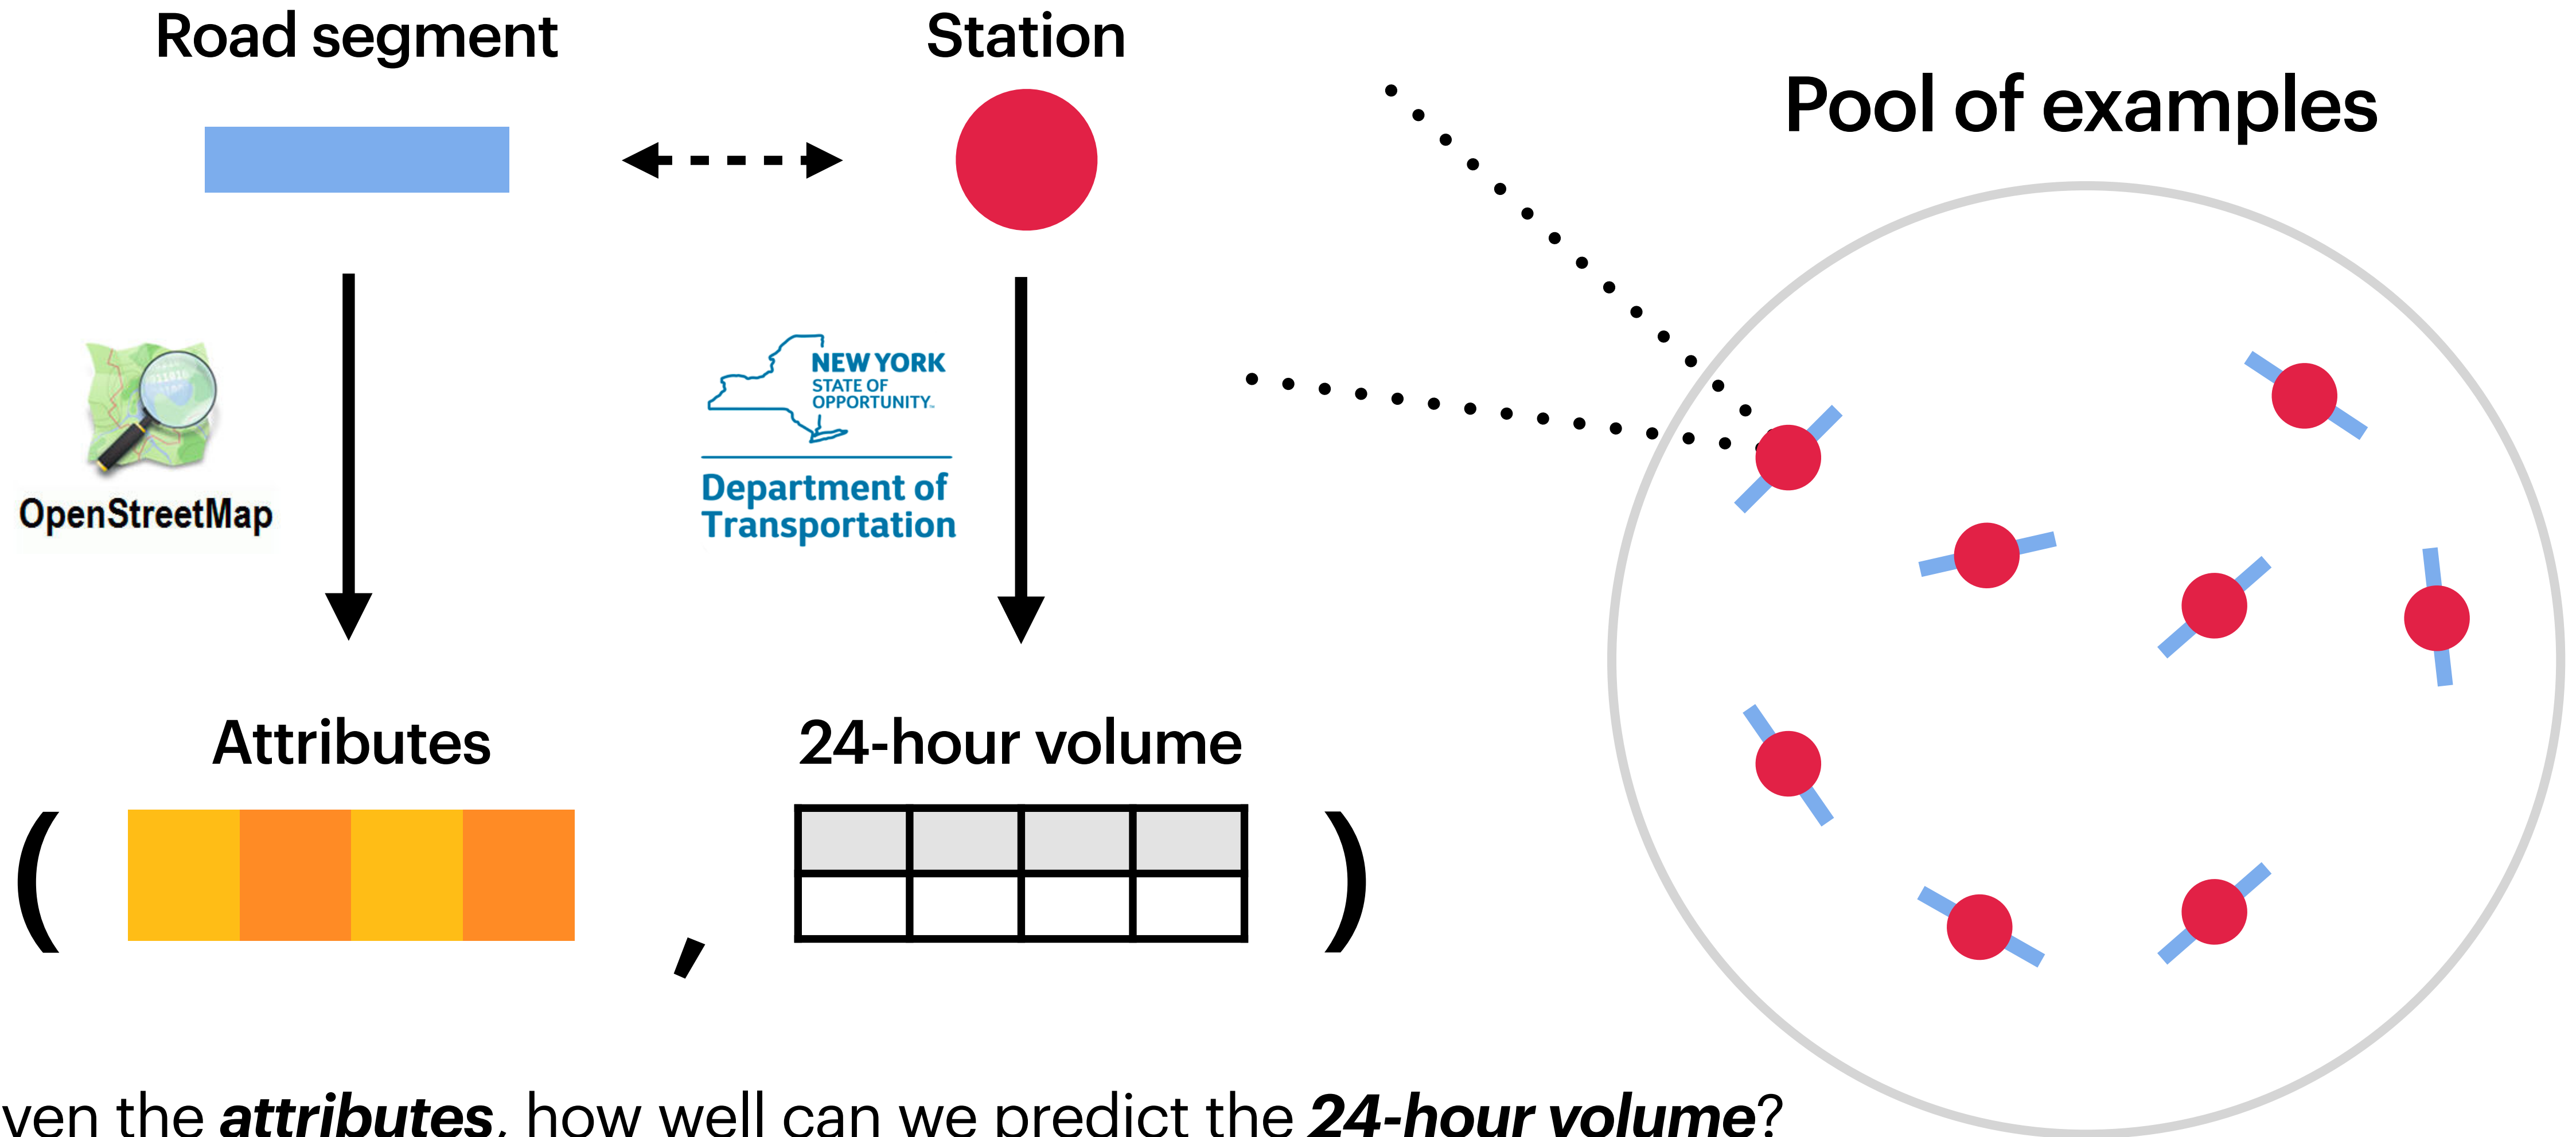 Road segment
Station
Pool of examples
NEW YORK
STATE OF
OPPORTUNITY™
OpenStreetMap
Department of
Transportation
Attributes
24-hour volume
( , )
ven the attributes, how well can we predict the 24-hour volume?